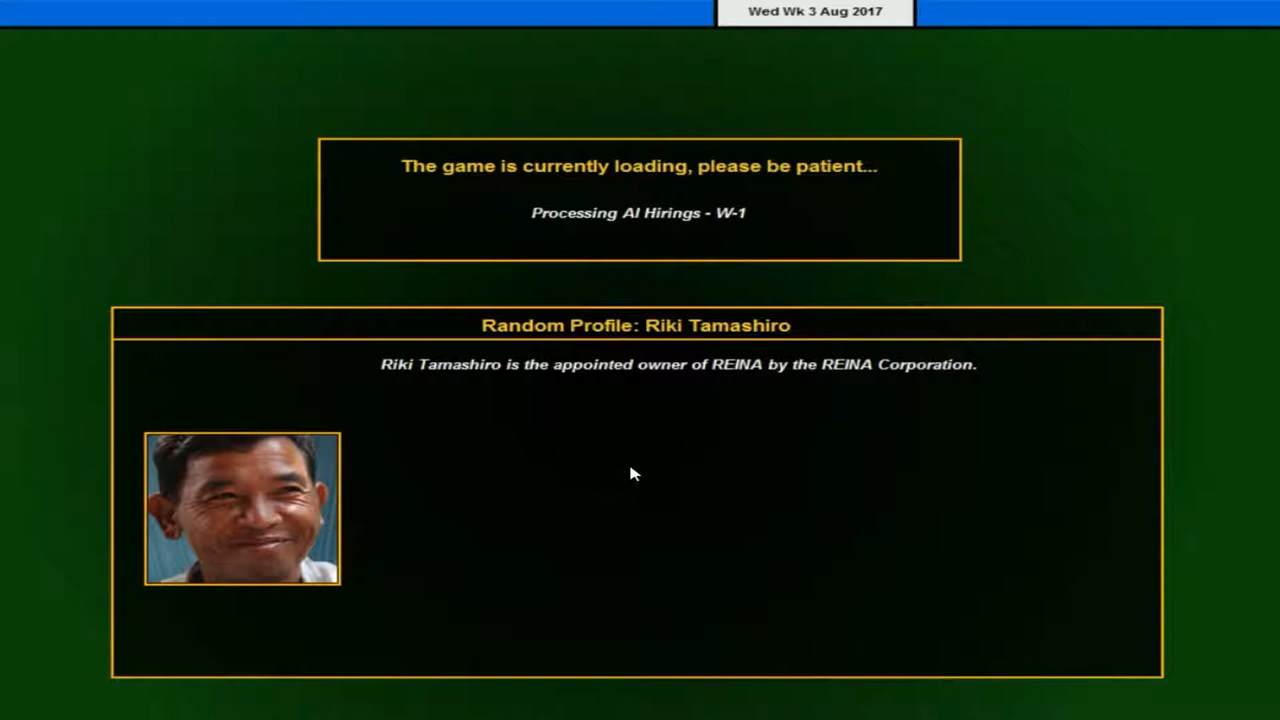 Wed Wk 3 Aug 2017
The game is currently loading, please be patient...
Processing AI Hirings - W-1
Random Profile: Riki Tamashiro
Riki Tamashiro is the appointed owner of REINA by the REINA Corporation.